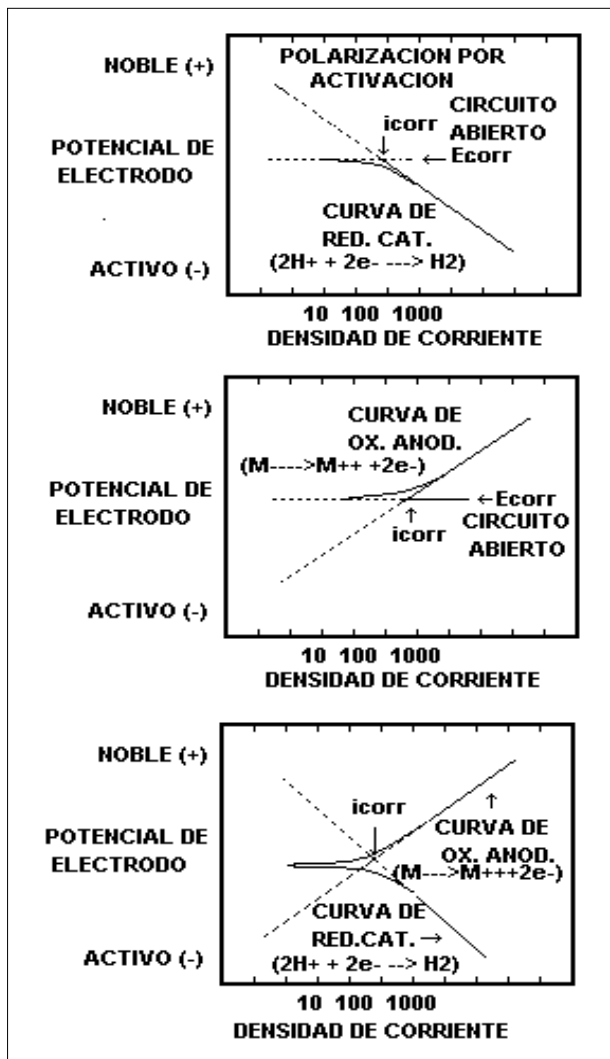 NOBLE (+)
POLARIZACION POR
ACTIVACION
CIRCUITO
ABIERTO
icorr
↓
← Ecorr
POTENCIAL DE
ELECTRODO
CURVA DE
RED. CAT.
(2H+ + 2e- ---> H2)
ACTIVO (-)
10 100 1000
DENSIDAD DE CORRIENTE
NOBLE (+)
CURVA DE
OX. ANOD.
(M---->M++ +2e-)
POTENCIAL DE
ELECTRODO
←Ecorr
↑
icorr
CIRCUITO
ABIERTO
ACTIVO (-)
10 100 1000
DENSIDAD DE CORRIENTE
NOBLE (+)
icorr
↑
CURVA DE
OX. ANOD.
(M--->M+++2e-)
POTENCIAL DE
ELECTRODO
CURVA DE
RED.CAT. →
(2H+ + 2e- --> H2)
ACTIVO (-)
10 100 1000
DENSIDAD DE CORRIENTE